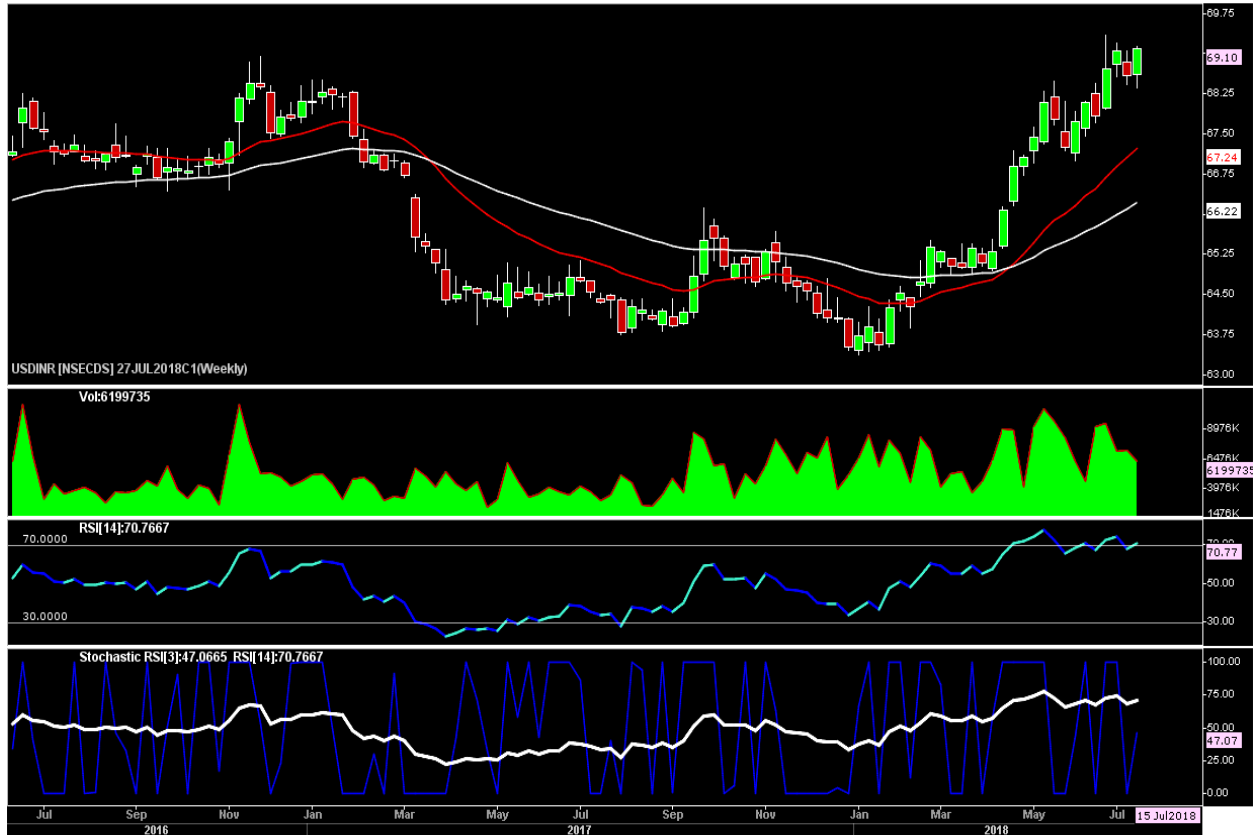 69.75
69.10
68.25
67.50
67.24
66.75
66.22
65.25
64.50
63.75
63.00
USDINR [NSECDS] 27JUL2018C1(Weekly)
Vol:6199735
8976K
6476K
6199735
3976K
1476K
RSI[14]:70.7667
70.0000
70.77
50.00
30.0000
30.00
Stochastic RSI[3]:47.0665 RSI[14]:70.7667
100.00
75.00
50.00
47.07
25.00
0.00
Jul Sep Nov Jan Mar May Jul Sep Nov Jan Mar May Jul 15 Jul2018
2016 2017 2018